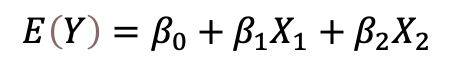 E(Y) = β₀ + β₁X₁ + β₂X₂